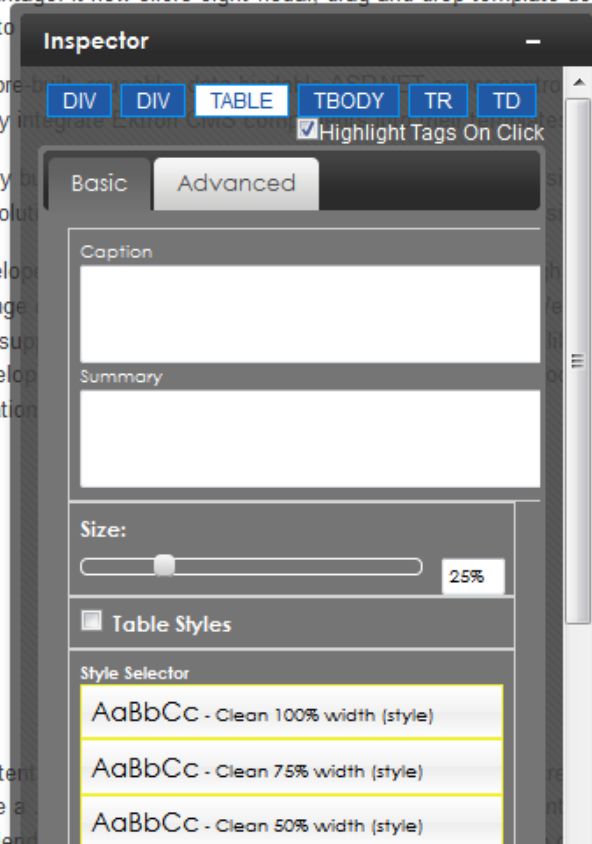 Inspector
DIV DIV TABLE TBODY TR TD
Highlight Tags On Click
Basic Advanced
Caption
Summary
Size:
25%
Table Styles
Style Selector
AaBbCc - Clean 100% width (style)
AaBbCc - Clean 75% width (style)
AaBbCc - Clean 50% width (style)